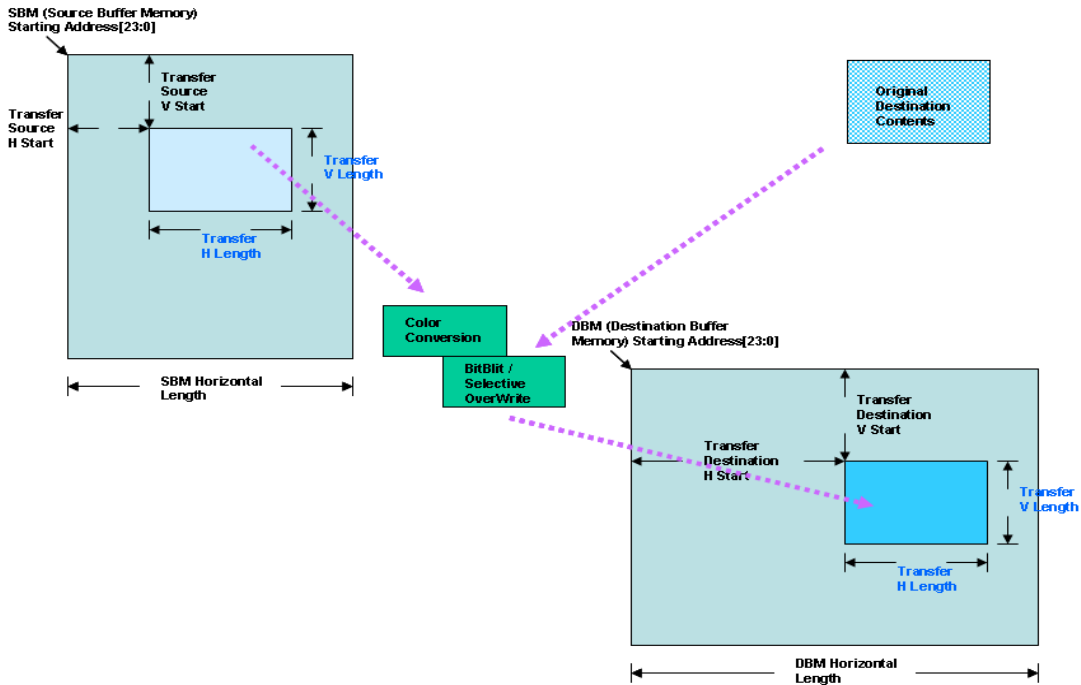 SBM (Source Buffer Memory)
Starting Address[23:0]
Transfer
Source
V Start
Transfer
Source
H Start
Transfer
V Length
Transfer
H Length
SBM Horizontal
Length
Original
Destination
Contents
Color
Conversion
BitBlit /
Selective
OverWrite
DBM (Destination Buffer
Memory) Starting Address[23:0]
Transfer
Destination
V Start
Transfer
Destination
H Start
Transfer
V Length
Transfer
H Length
DBM Horizontal
Length